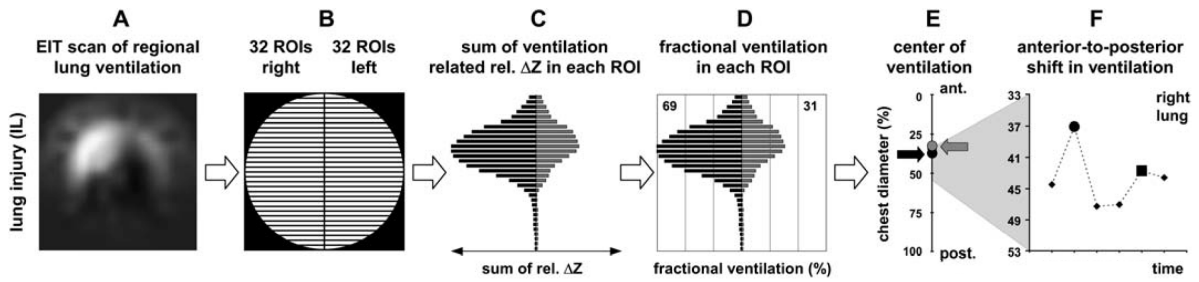 A
B
C
D
E
F
EIT scan of regional
lung ventilation
32 ROIs
right
32 ROIs
left
sum of ventilation
related rel. ΔZ in each ROI
fractional ventilation
in each ROI
center of
ventilation
anterior-to-posterior
shift in ventilation
lung injury (IL)
sum of rel. ΔZ
69
31
fractional ventilation (%)
ant.
chest diameter (%)
0
25
50
75
100
post.
33
37
41
45
49
53
right
lung
time